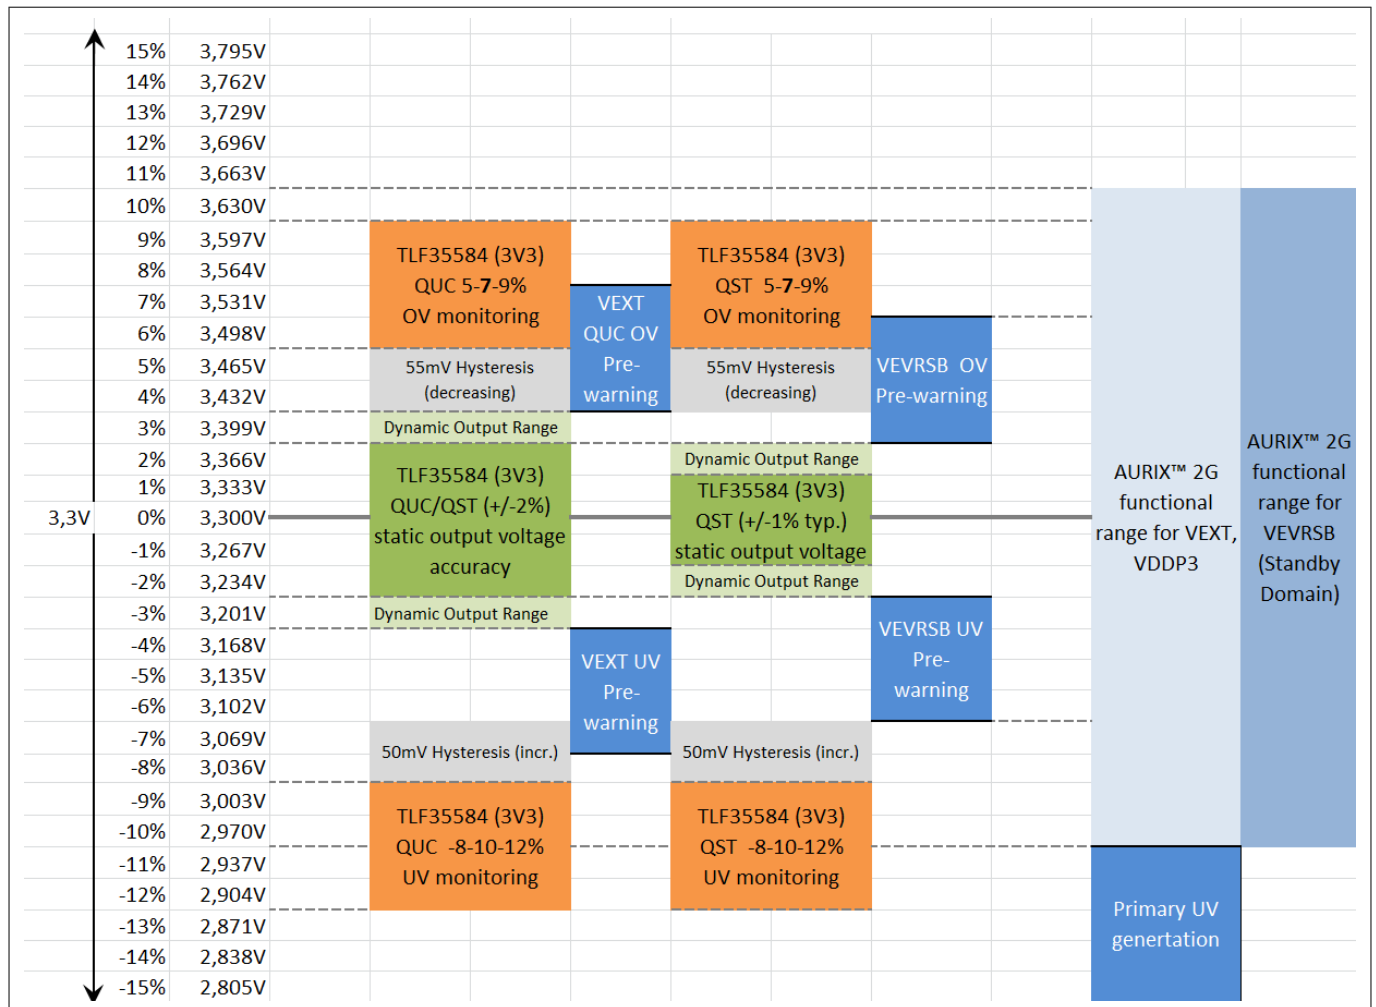 15% 3,795V
14% 3,762V
13% 3,729V
12% 3,696V
11% 3,663V
10% 3,630V
9% 3,597V
8% 3,564V
7% 3,531V
6% 3,498V
5% 3,465V
4% 3,432V
3% 3,399V
2% 3,366V
1% 3,333V
3,3V 0% 3,300V
-1% 3,267V
-2% 3,234V
-3% 3,201V
-4% 3,168V
-5% 3,135V
-6% 3,102V
-7% 3,069V
-8% 3,036V
-9% 3,003V
-10% 2,970V
-11% 2,937V
-12% 2,904V
-13% 2,871V
-14% 2,838V
-15% 2,805V
TLF35584 (3V3)
QUC 5-7-9%
OV monitoring
55mV Hysteresis
(decreasing)
Dynamic Output Range
TLF35584 (3V3)
QUC/QST (+/-2%)
static output voltage
accuracy
Dynamic Output Range
50mV Hysteresis (incr.)
TLF35584 (3V3)
QUC -8-10-12%
UV monitoring
VEXT
QUC OV
Pre-
warning
VEXT UV
Pre-
warning
TLF35584 (3V3)
QST 5-7-9%
OV monitoring
55mV Hysteresis
(decreasing)
Dynamic Output Range
TLF35584 (3V3)
QST (+/-1% typ.)
static output voltage
Dynamic Output Range
50mV Hysteresis (incr.)
TLF35584 (3V3)
QST -8-10-12%
UV monitoring
VEVRSB OV
Pre-warning
VEVRSB UV
Pre-
warning
AURIX™ 2G
functional
range for VEXT,
VDDP3
Primary UV
genertation
AURIX™ 2G
functional
range for
VEVRSB
(Standby
Domain)